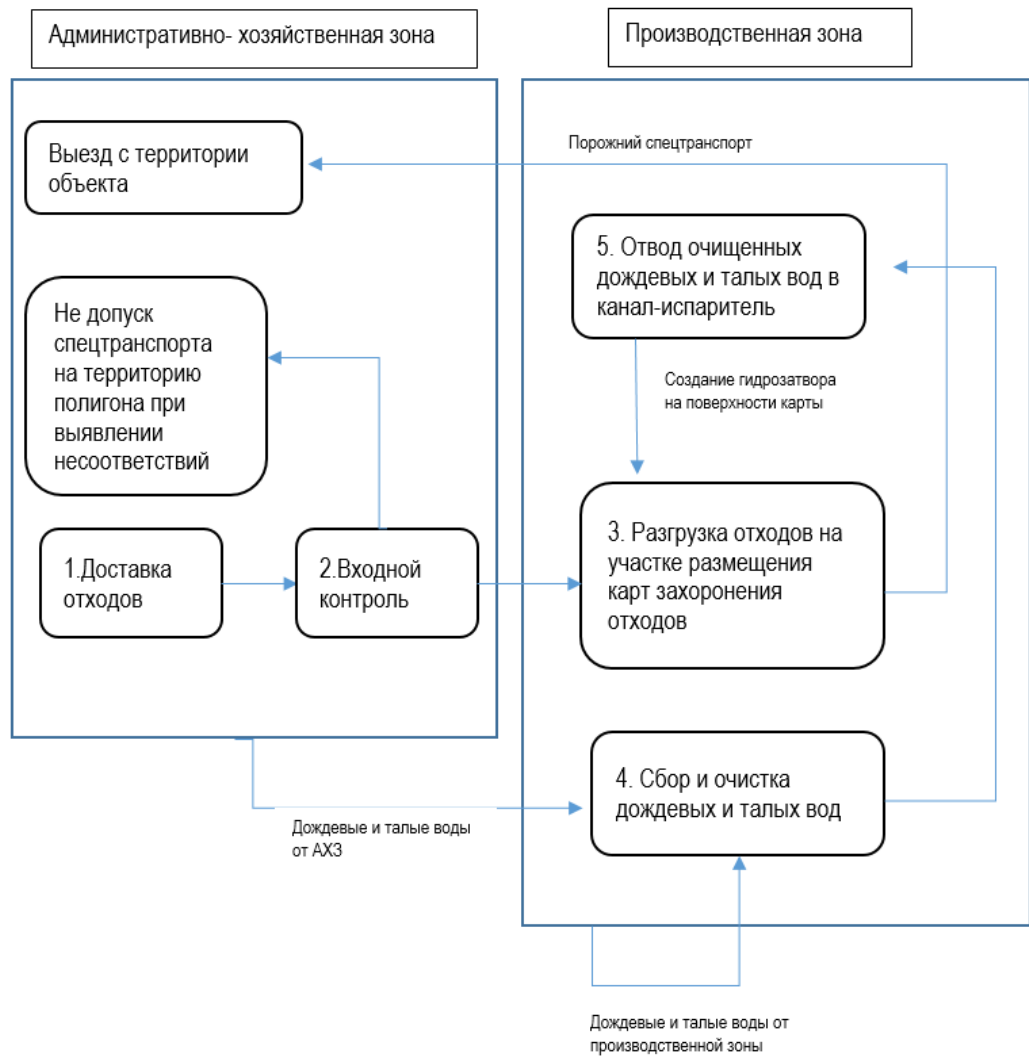 Административно- хозяйственная зона
Производственная зона
Выезд с территории
объекта
Порожний спецтранспорт
5. Отвод очищенных
дождевых и талых вод в
канал-испаритель
Не допуск
спецтранспорта
на территорию
полигона при
выявлении
несоответствий
Создание гидрозатвора
на поверхности карты
1.Доставка
отходов
2.Входной
контроль
3. Разгрузка отходов на
участке размещения
карт захоронения
отходов
4. Сбор и очистка
дождевых и талых вод
Дождевые и талые воды
от АХЗ
Дождевые и талые воды от
производственной зоны